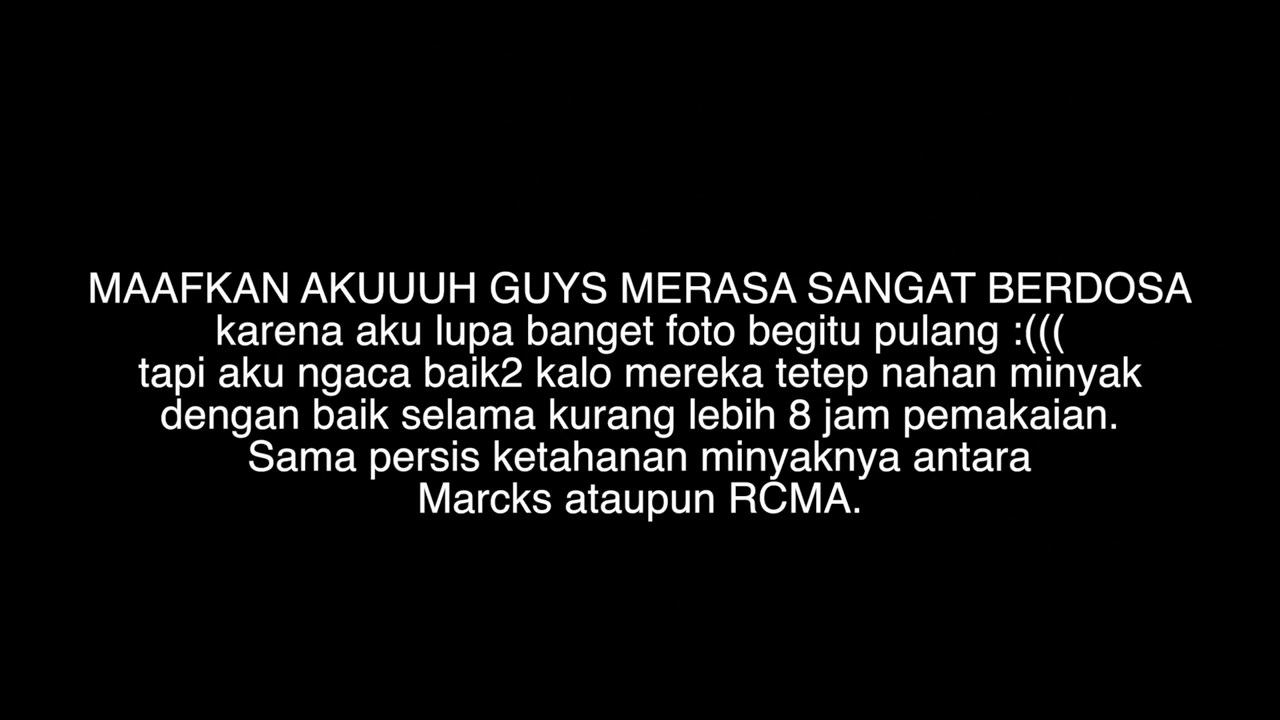 MAAFKAN AKUUUH GUYS MERASA SANGAT BERDOSA
karena aku lupa banget foto begitu pulang :(((
tapi aku ngaca baik2 kalo mereka tetep nahan minyak
dengan baik selama kurang lebih 8 jam pemakaian.
Sama persis ketahanan minyaknya antara
Marcks ataupun RCMA.